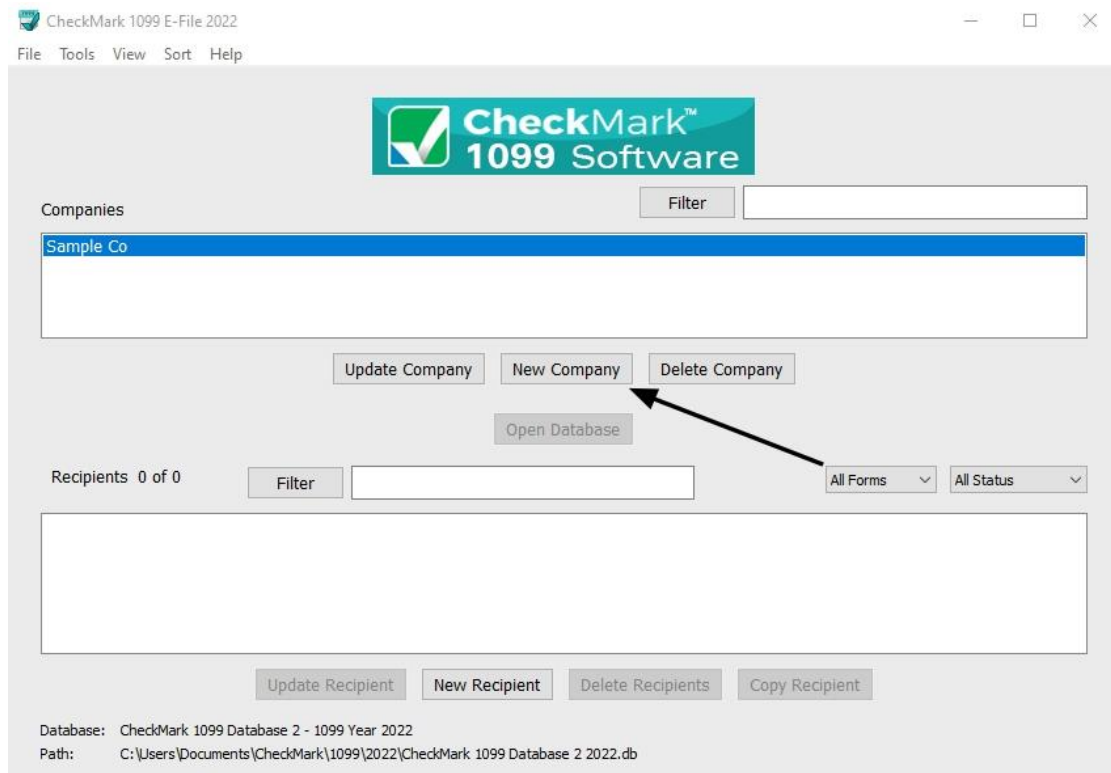 CheckMark 1099 E-File 2022
File Tools View Sort Help
CheckMark™
1099 Software
Companies
Filter
Sample Co
Update Company New Company Delete Company
Open Database
Recipients 0 of 0 Filter All Forms All Status
Update Recipient New Recipient Delete Recipients Copy Recipient
Database: CheckMark 1099 Database 2 - 1099 Year 2022
Path: C:\Users\Documents\CheckMark\1099\2022\CheckMark 1099 Database 2 2022.db